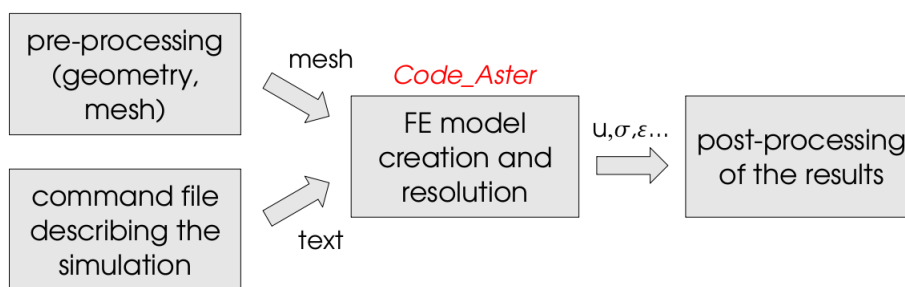 pre-processing
(geometry,
mesh)
mesh
command file
describing the
simulation
text
Code_Aster
FE model
creation and
resolution
u,σ,ε...
post-processing
of the results